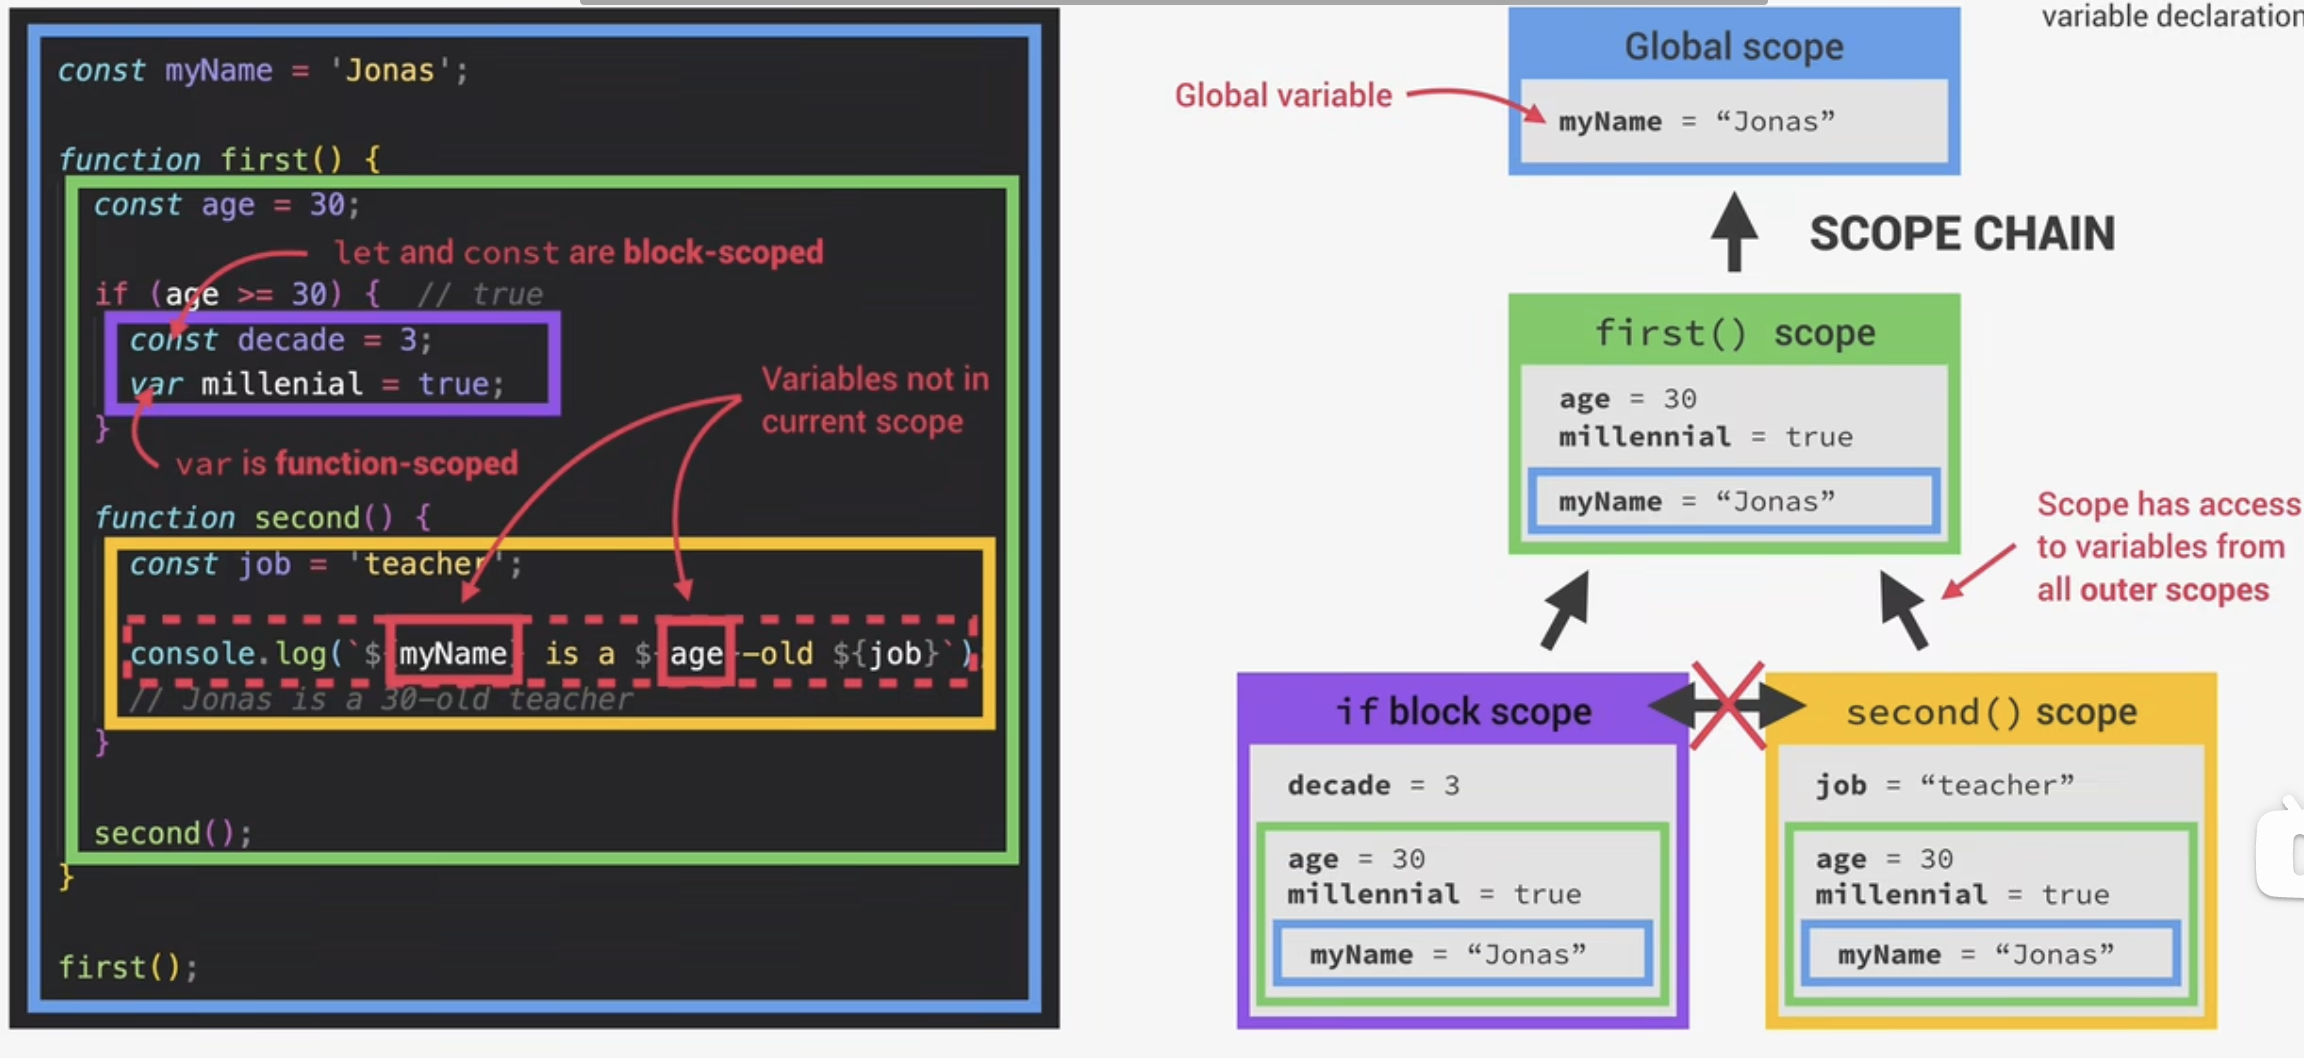 const myName = 'Jonas';
function first() {
const age = 30;
let and const are block-scoped
if (age >= 30) { // true
const decade = 3;
var millenial = true;
}
var is function-scoped
Variables not in
current scope
function second() {
const job = 'teacher';
console.log(`${myName} is a ${age}-old ${job}`)
// Jonas is a 30-old teacher
}
second();
}
first();
variable declaration
Global scope
Global variable
myName = “Jonas”
SCOPE CHAIN
first() scope
age = 30
millennial = true
myName = “Jonas”
Scope has access
to variables from
all outer scopes
if block scope
decade = 3
age = 30
millennial = true
myName = “Jonas”
second() scope
job = “teacher”
age = 30
millennial = true
myName = “Jonas”